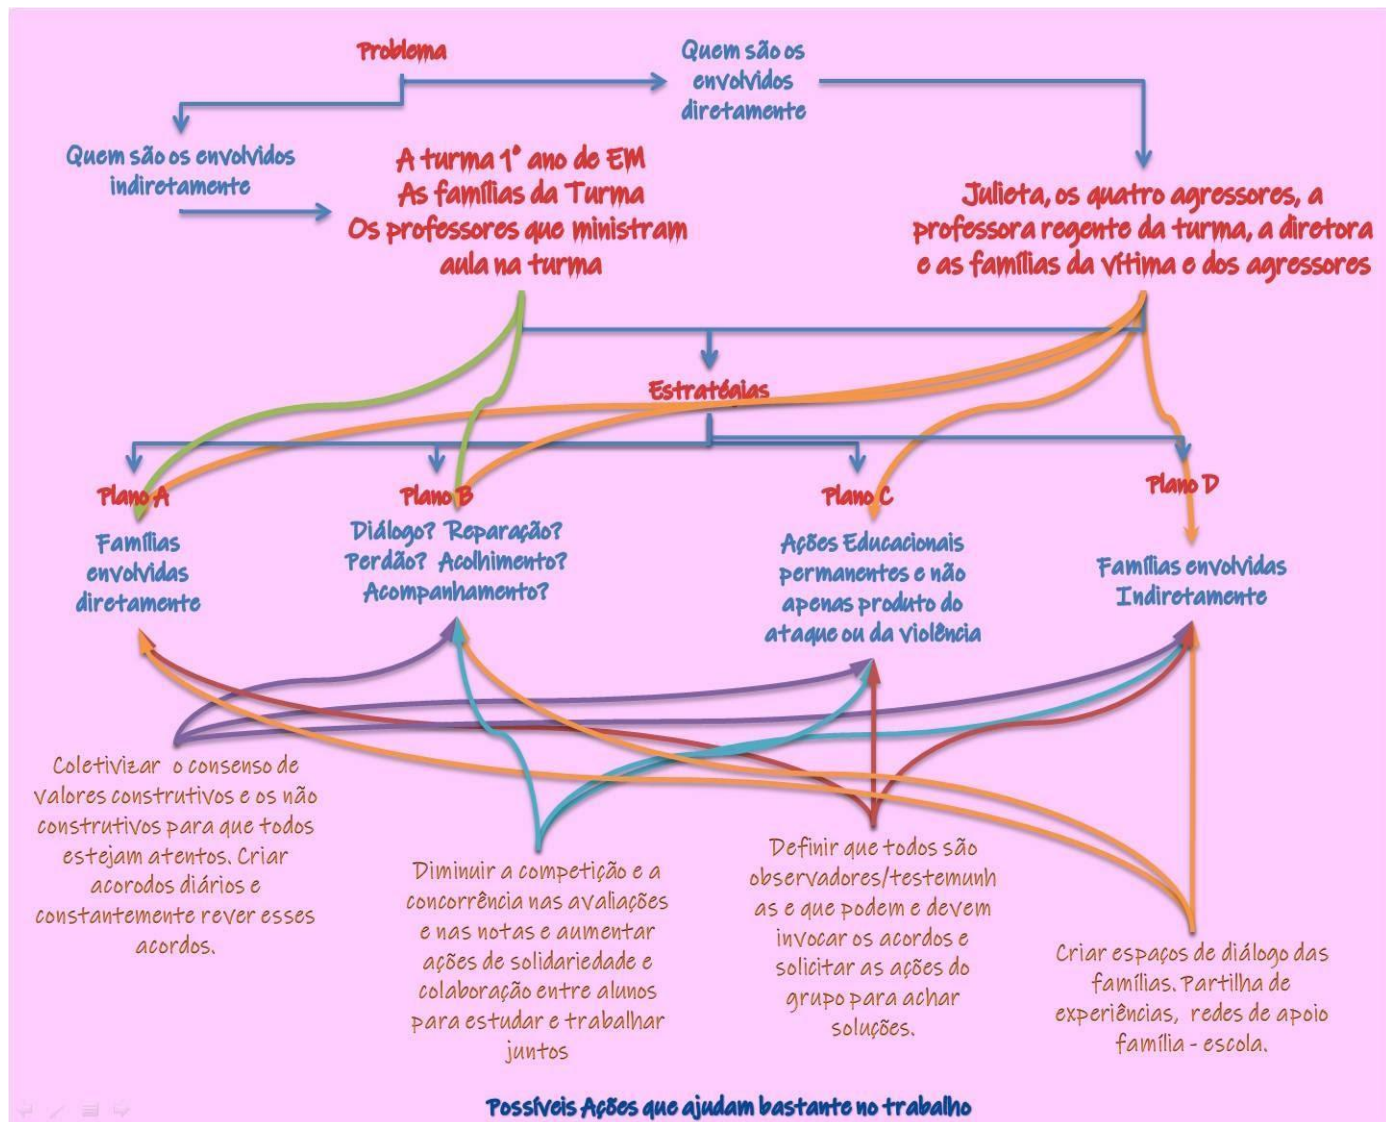 Problema
Quem são os
envolvidos
diretamente
Quem são os envolvidos
indiretamente
A turma 1º ano de EM
As famílias da Turma
Os professores que ministram
aula na turma
Julieta, os quatro agressores, a
professora regente da turma, a diretora
e as famílias da vítima e dos agressores
Estratégias
Plano A
Famílias
envolvidas
diretamente
Plano B
Diálogo? Reparação?
Perdão? Acolhimento?
Acompanhamento?
Plano C
Ações Educacionais
permanentes e não
apenas produto do
ataque ou da violência
Plano D
Famílias envolvidas
Indiretamente
Coletivizar o consenso de
valores construtivos e os não
construtivos para que todos
estejam atentos. Criar
acorodos diários e
constantemente rever esses
acordos.
Diminuir a competição e a
concorrência nas avaliações
e nas notas e aumentar
ações de solidariedade e
colaboração entre alunos
para estudar e trabalhar
juntos
Definir que todos são
observadores/testemunh
as e que podem e devem
invocar os acordos e
solicitar as ações do
grupo para achar
soluções.
Criar espaços de diálogo das
famílias. Partilha de
experiências, redes de apoio
família - escola.
Possíveis Ações que ajudam bastante no trabalho